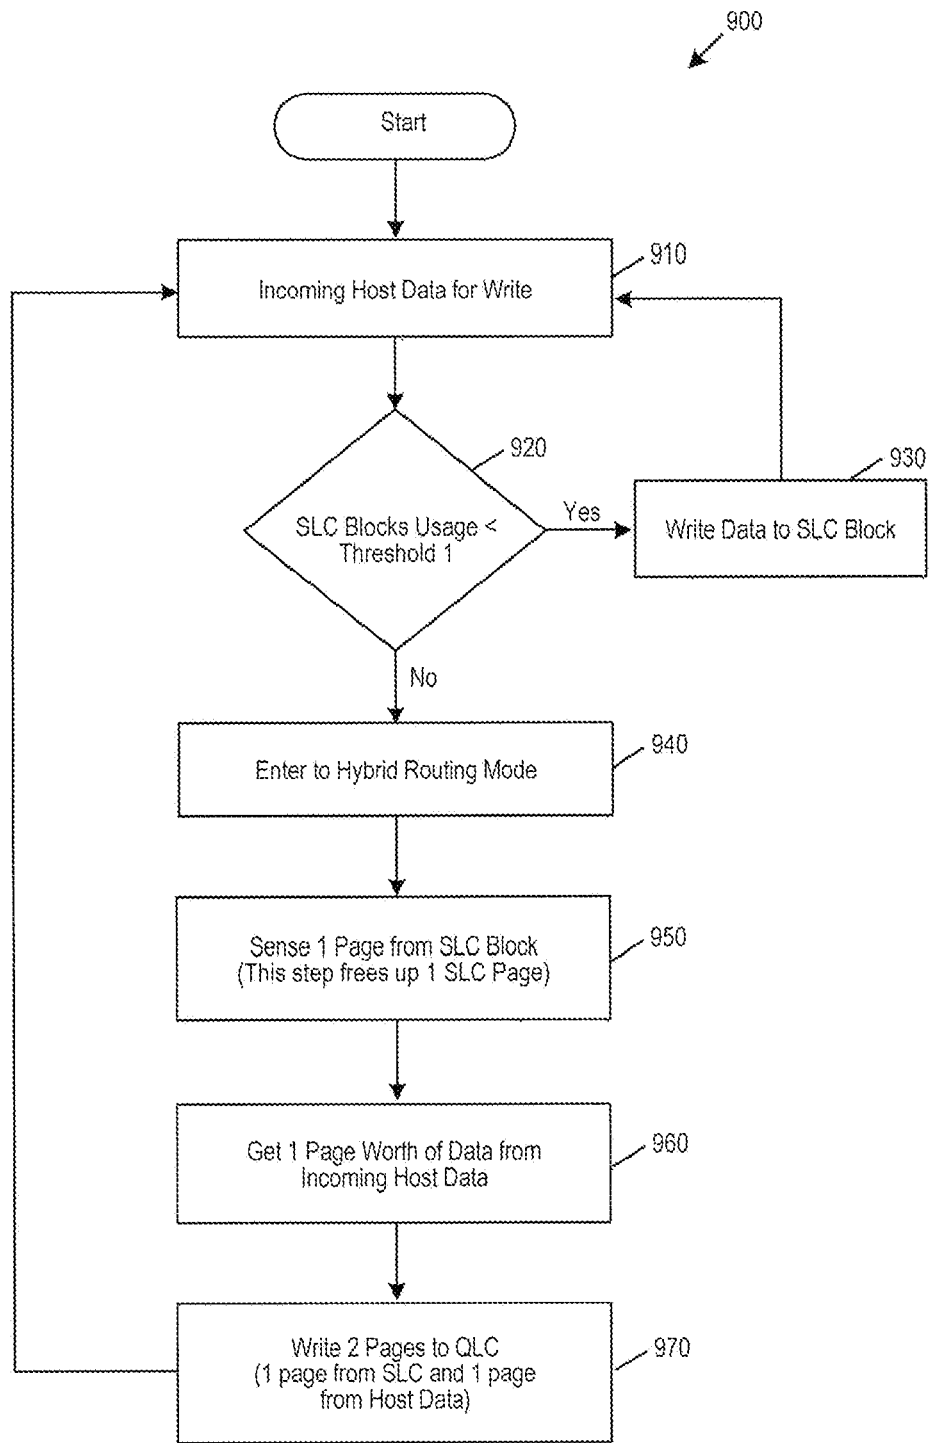 900
Start
910
Incoming Host Data for Write
920
930
SLC Blocks Usage <
Threshold 1
Yes
Write Data to SLC Block
No
940
Enter to Hybrid Routing Mode
950
Sense 1 Page from SLC Block
(This step frees up 1 SLC Page)
960
Get 1 Page Worth of Data from
Incoming Host Data
970
Write 2 Pages to QLC
(1 page from SLC and 1 page
from Host Data)